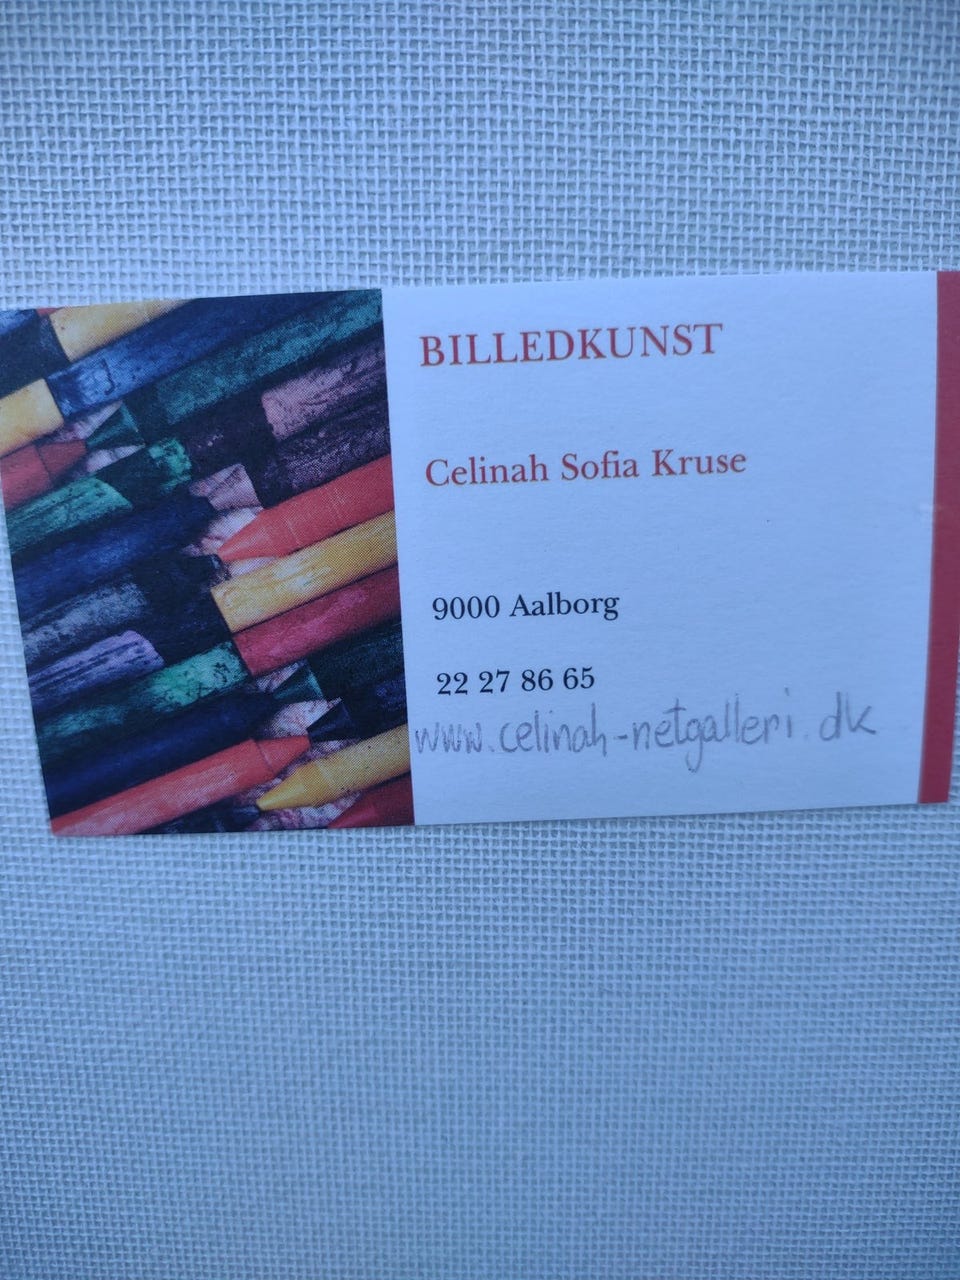 BILLEDKUNST
Celinah Sofia Kruse
9000 Aalborg
22 27 86 65
www.celinah-netgalleri.dk